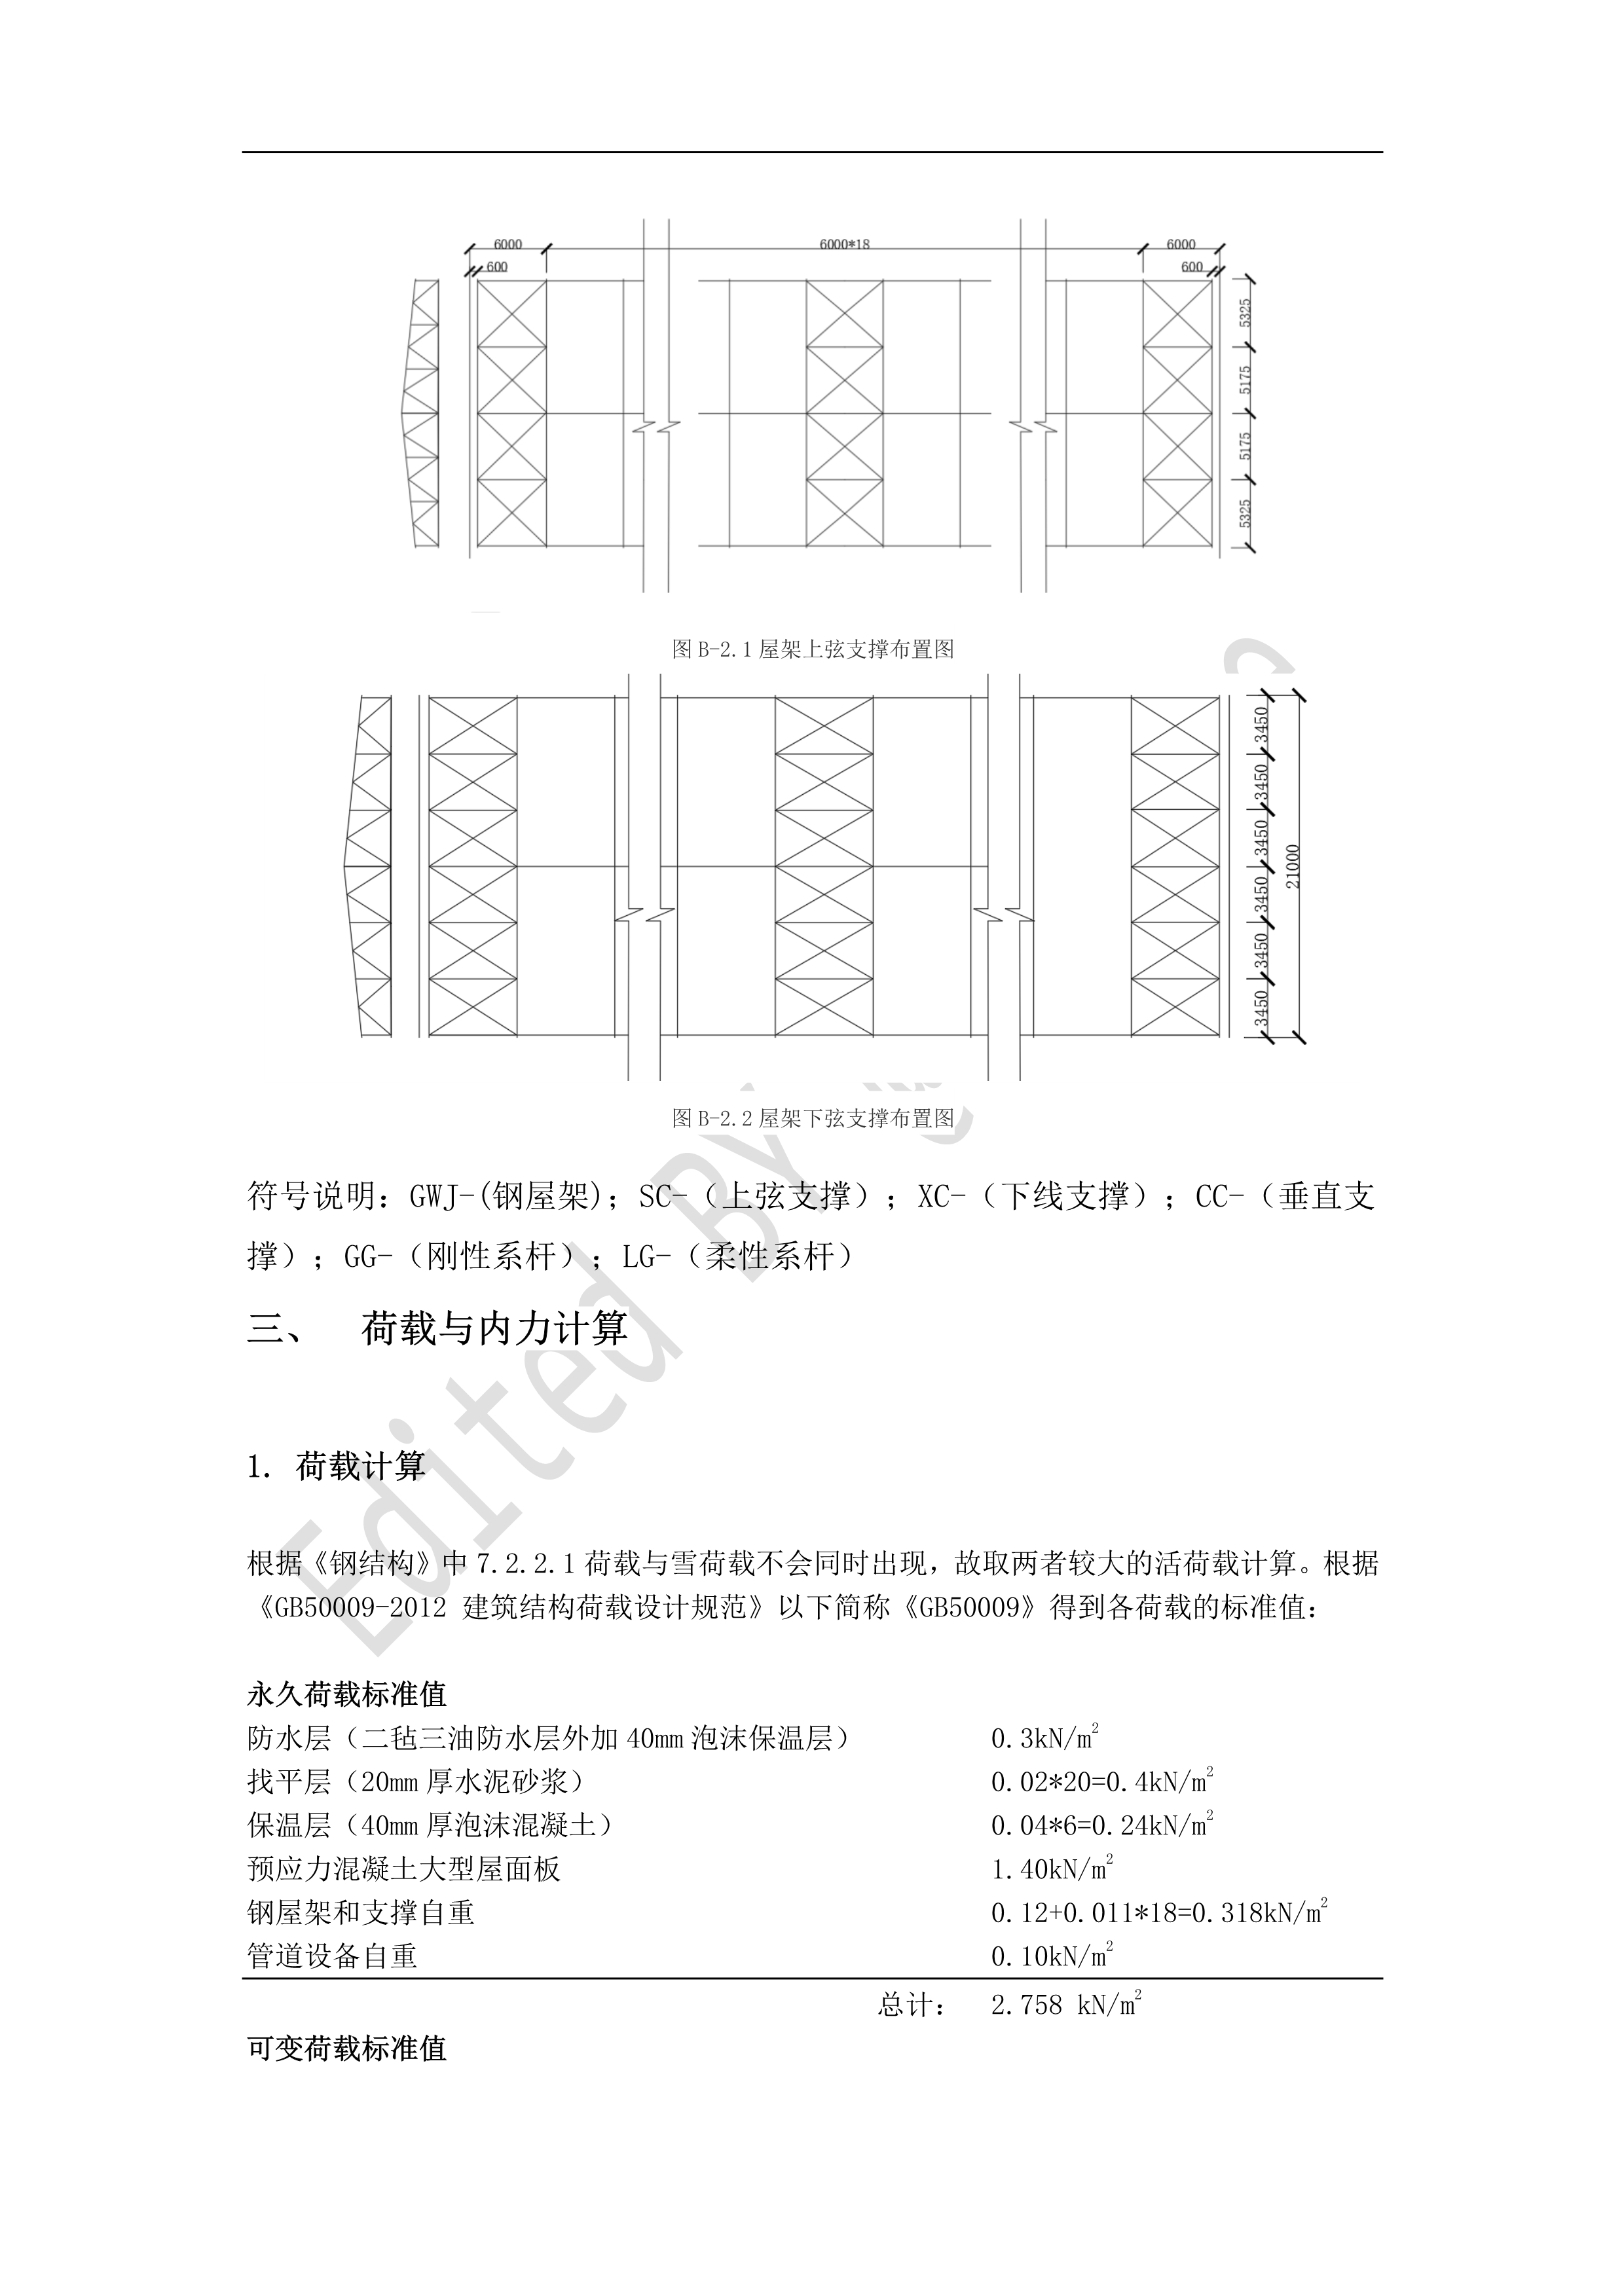 6000 6000*18 6000
600 600
5325
5175
5175
5325
图 B-2.1 屋架上弦支撑布置图
3450
3450
3450
3450
3450
3450
21000
图 B-2.2 屋架下弦支撑布置图
符号说明：GWJ-(钢屋架)；SC-（上弦支撑）；XC-（下线支撑）；CC-（垂直支
撑）；GG-（刚性系杆）；LG-（柔性系杆）
三、 荷载与内力计算
1. 荷载计算
根据《钢结构》中 7.2.2.1 荷载与雪荷载不会同时出现，故取两者较大的活荷载计算。根据
《GB50009-2012 建筑结构荷载设计规范》以下简称《GB50009》得到各荷载的标准值：
永久荷载标准值
防水层（二毡三油防水层外加 40mm 泡沫保温层） 0.3kN/m²
找平层（20mm 厚水泥砂浆） 0.02*20=0.4kN/m²
保温层（40mm 厚泡沫混凝土） 0.04*6=0.24kN/m²
预应力混凝土大型屋面板 1.40kN/m²
钢屋架和支撑自重 0.12+0.011*18=0.318kN/m²
管道设备自重 0.10kN/m²
总计： 2.758 kN/m²
可变荷载标准值
Edited By